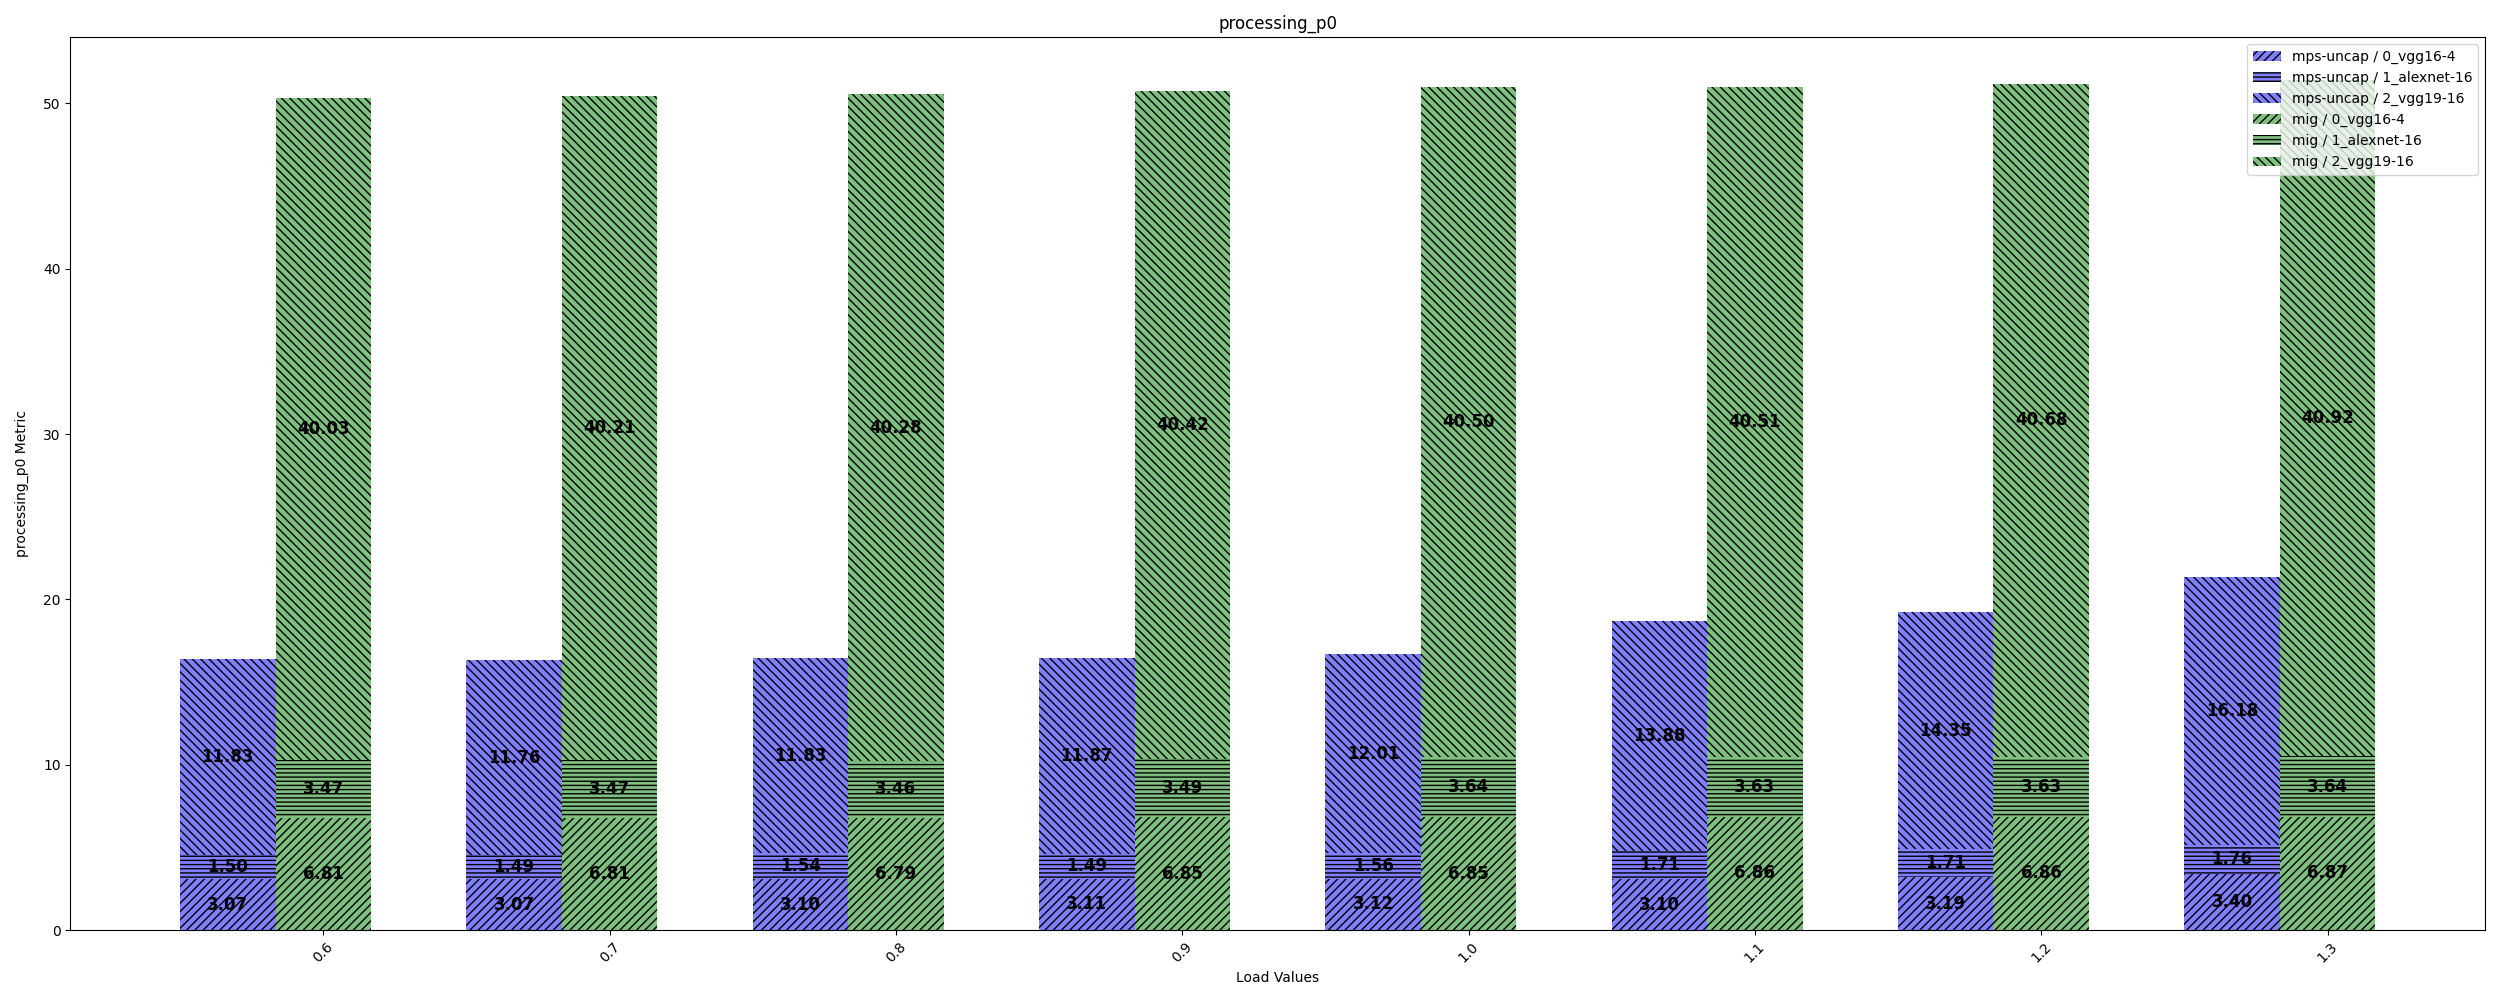 processing_p0
mps-uncap / 0_vgg16-4
mps-uncap / 1_alexnet-16
mps-uncap / 2_vgg19-16
mig / 0_vgg16-4
mig / 1_alexnet-16
mig / 2_vgg19-16
processing_p0 Metric
50
40
30
20
10
0
40.03 40.21 40.28 40.42 40.50 40.51 40.68 40.92
11.83 11.76 11.83 11.87 12.01 13.88 14.35 16.18
3.47 3.47 3.46 3.49 3.64 3.63 3.63 3.64
1.50 6.81 1.49 6.81 1.54 6.79 1.49 6.85 1.56 6.85 1.71 6.86 1.71 6.86 1.76 6.87
3.07 3.07 3.10 3.11 3.12 3.10 3.19 3.40
0.6 0.7 0.8 0.9 1.0 1.1 1.2 1.3
Load Values